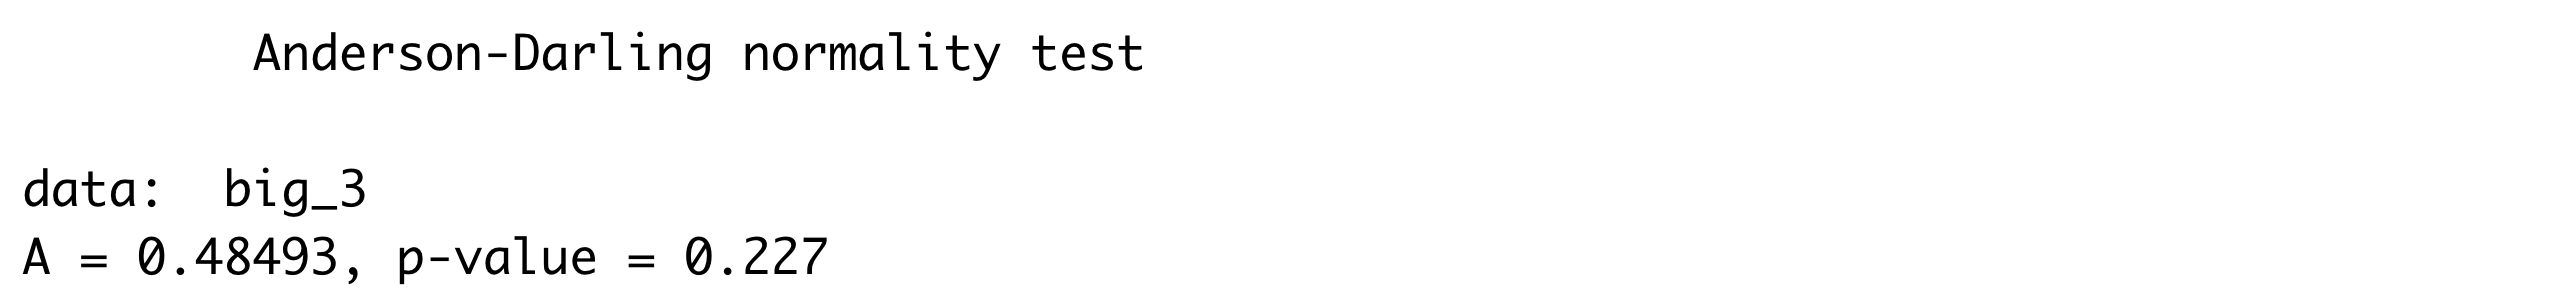 Anderson-Darling normality test
data:  big_3
A = 0.48493, p-value = 0.227